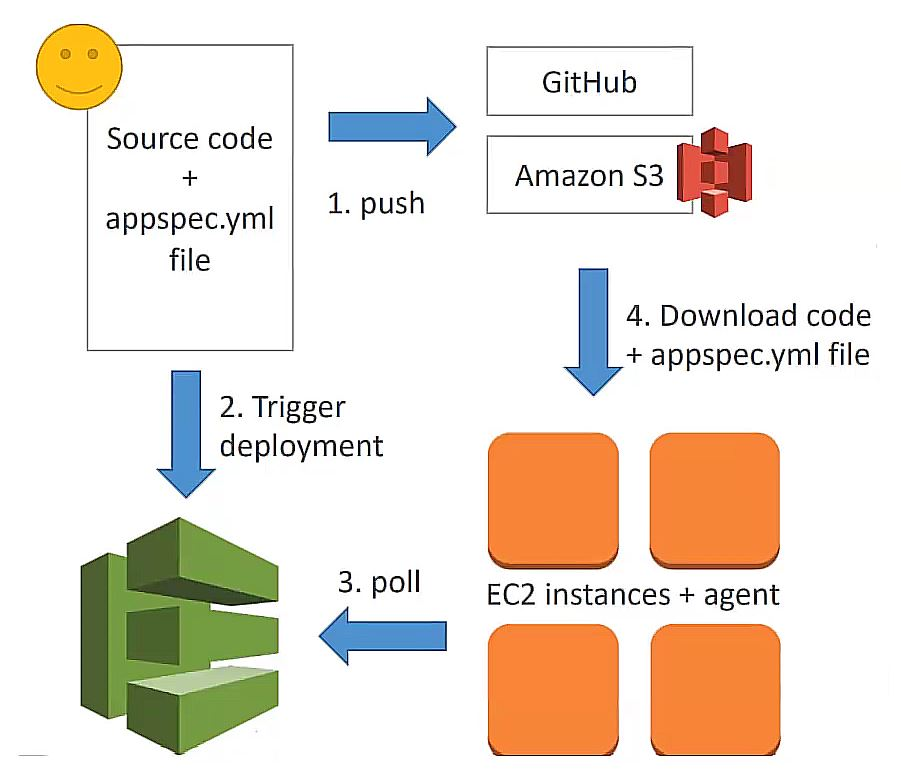 Source code
+
appspec.yml
file
1. push
GitHub
Amazon S3
2. Trigger
deployment
4. Download code
+ appspec.yml file
3. poll
EC2 instances + agent